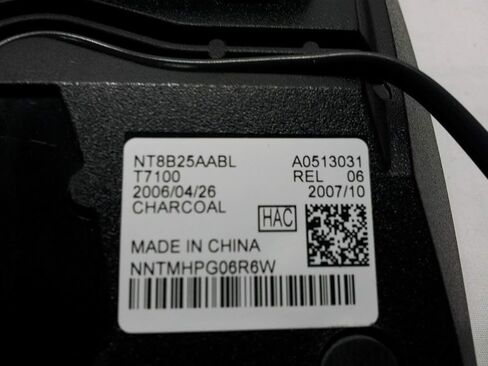 NT8B25AABL A0513031
T7100 REL 06
2006/04/26 2007/10
CHARCOAL HAC
MADE IN CHINA
NNTMHPG06R6W